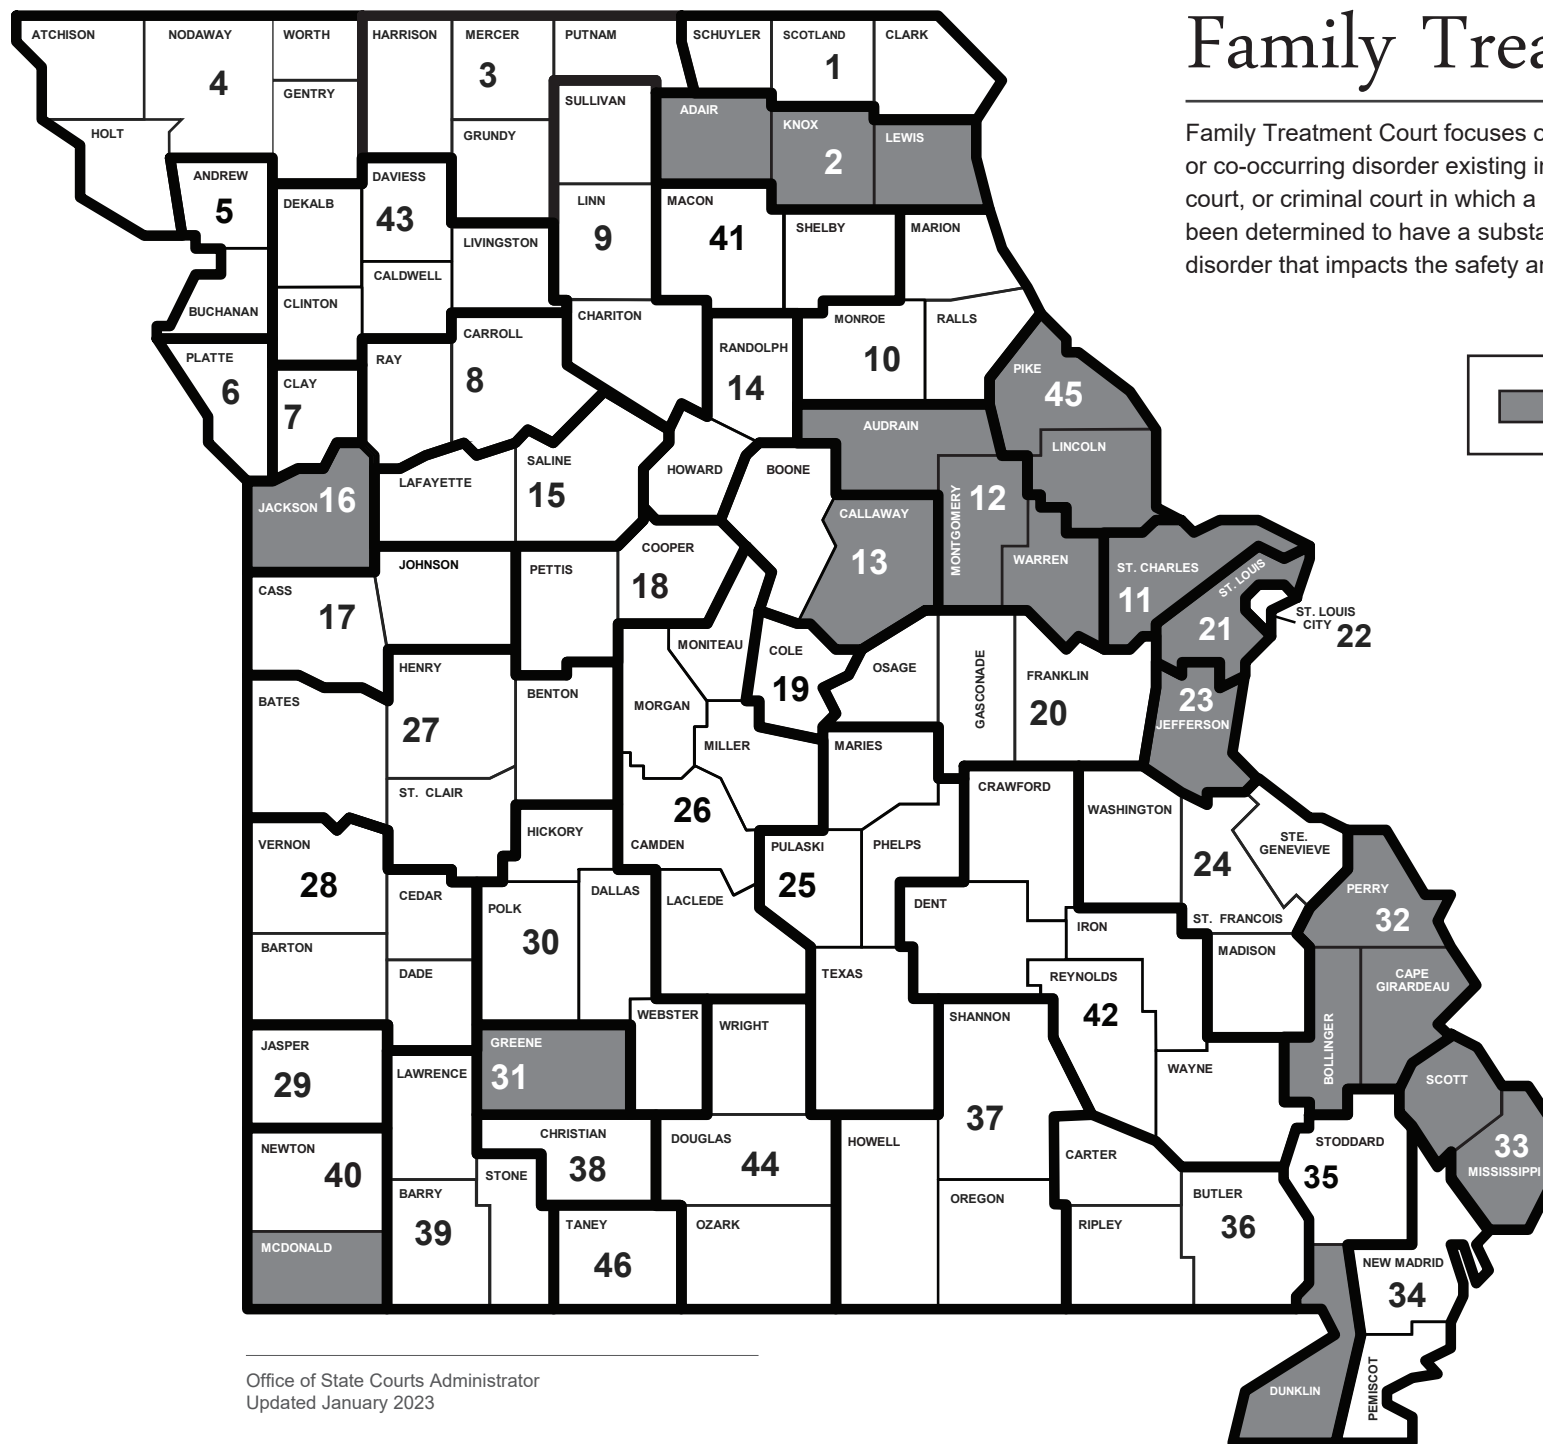 Family Trea
Family Treatment Court focuses o
or co-occurring disorder existing i
court, or criminal court in which a
been determined to have a substa
disorder that impacts the safety a
ATCHISON
NODAWAY
4
WORTH
HARRISON
MERCER
3
PUTNAM
SCHUYLER
SCOTLAND
1
CLARK
GENTRY
HOLT
SULLIVAN
ADAIR
KNOX
2
LEWIS
GRUNDY
ANDREW
5
DEKALB
DAVIESS
43
LINN
9
MACON
41
SHELBY
MARION
LIVINGSTON
CALDWELL
BUCHANAN
CLINTON
CHARITON
MONROE
10
RALLS
CARROLL
8
RANDOLPH
14
PLATTE
6
CLAY
7
RAY
PIKE
45
AUDRAIN
LINCOLN
SALINE
15
HOWARD
BOONE
LAFAYETTE
JACKSON
16
CALLAWAY
13
MONTGOMERY
12
WARREN
COOPER
18
JOHNSON
PETTIS
ST. CHARLES
11
ST. LOUIS
21
ST. LOUIS
CITY
22
CASS
17
MONITEAU
COLE
19
OSAGE
GASCONADE
FRANKLIN
20
HENRY
27
BENTON
BATES
MORGAN
MILLER
MARIES
23
JEFFERSON
ST. CLAIR
26
CAMDEN
CRAWFORD
WASHINGTON
HICKORY
VERNON
28
PULASKI
25
PHELPS
24
STE.
GENEVIEVE
CEDAR
POLK
30
DALLAS
LACLEDE
DENT
IRON
ST. FRANCOIS
PERRY
32
BARTON
DADE
TEXAS
REYNOLDS
42
MADISON
CAPE
GIRARDEAU
WEBSTER
WRIGHT
SHANNON
BOLLINGER
JASPER
29
GREENE
31
LAWRENCE
WAYNE
SCOTT
37
NEWTON
40
CHRISTIAN
38
DOUGLAS
44
HOWELL
CARTER
STODDARD
35
33
MISSISSIPPI
STONE
BARRY
39
OREGON
BUTLER
36
MCDONALD
TANEY
46
OZARK
RIPLEY
NEW MADRID
34
DUNKLIN
PEMISCOT
Office of State Courts Administrator
Updated January 2023